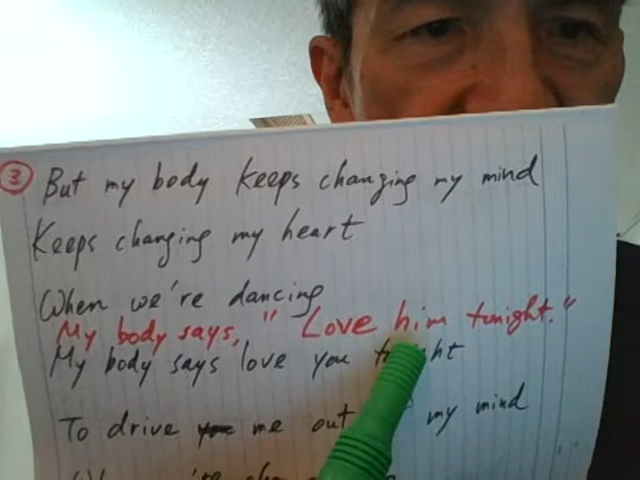 3 But my body keeps changing my mind
Keeps changing my heart
When we're dancing
My body says, " Love him tonight."
My body says love you
To drive me out my mind